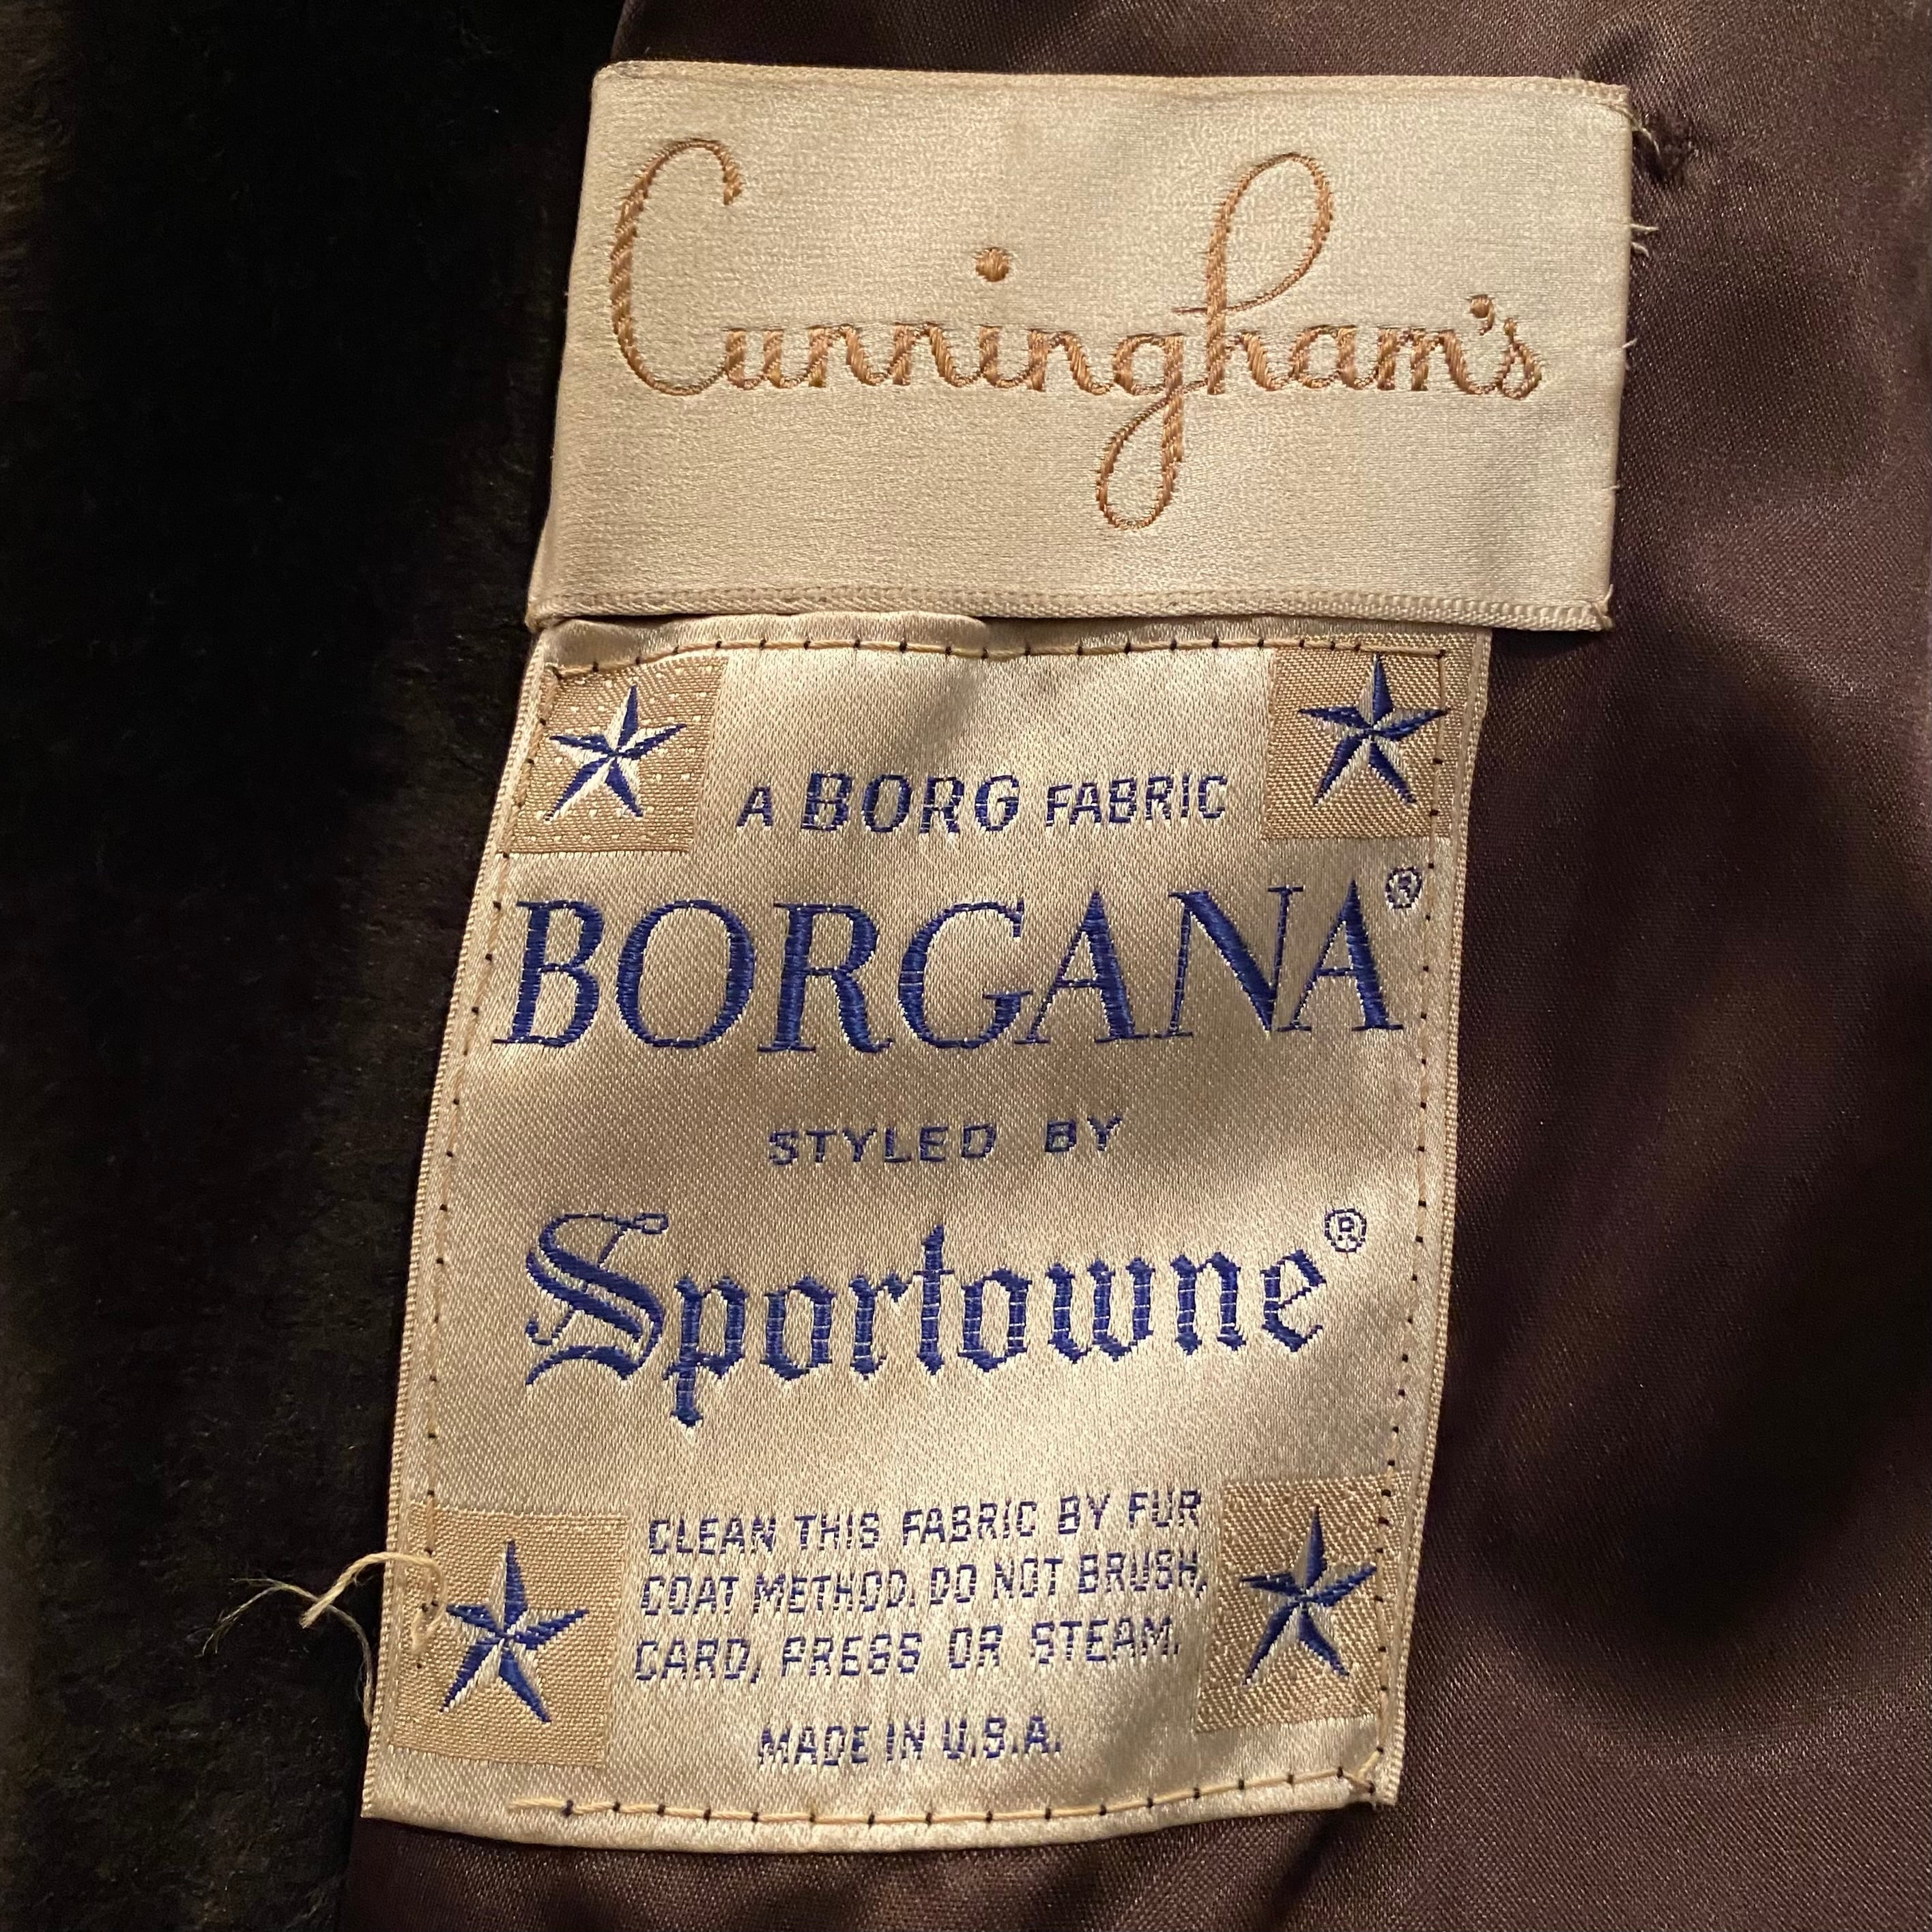 Cunningham's
A BORG FABRIC
BORGANA®
STYLED BY
Sportowne®
CLEAN THIS FABRIC BY FUR
COAT METHOD. DO NOT BRUSH,
CARD, PRESS OR STEAM.
MADE IN U.S.A.